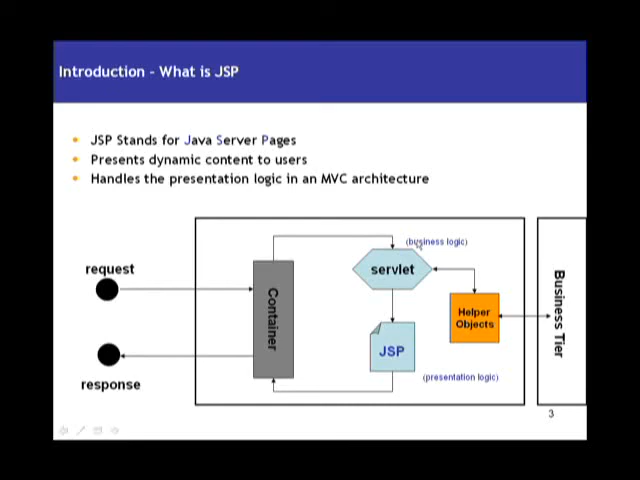 Introduction - What is JSP
JSP Stands for Java Server Pages
Presents dynamic content to users
Handles the presentation logic in an MVC architecture
(business logic)
request
servlet
Container
Helper
Objects
Business Tier
JSP
response
(presentation logic)
3